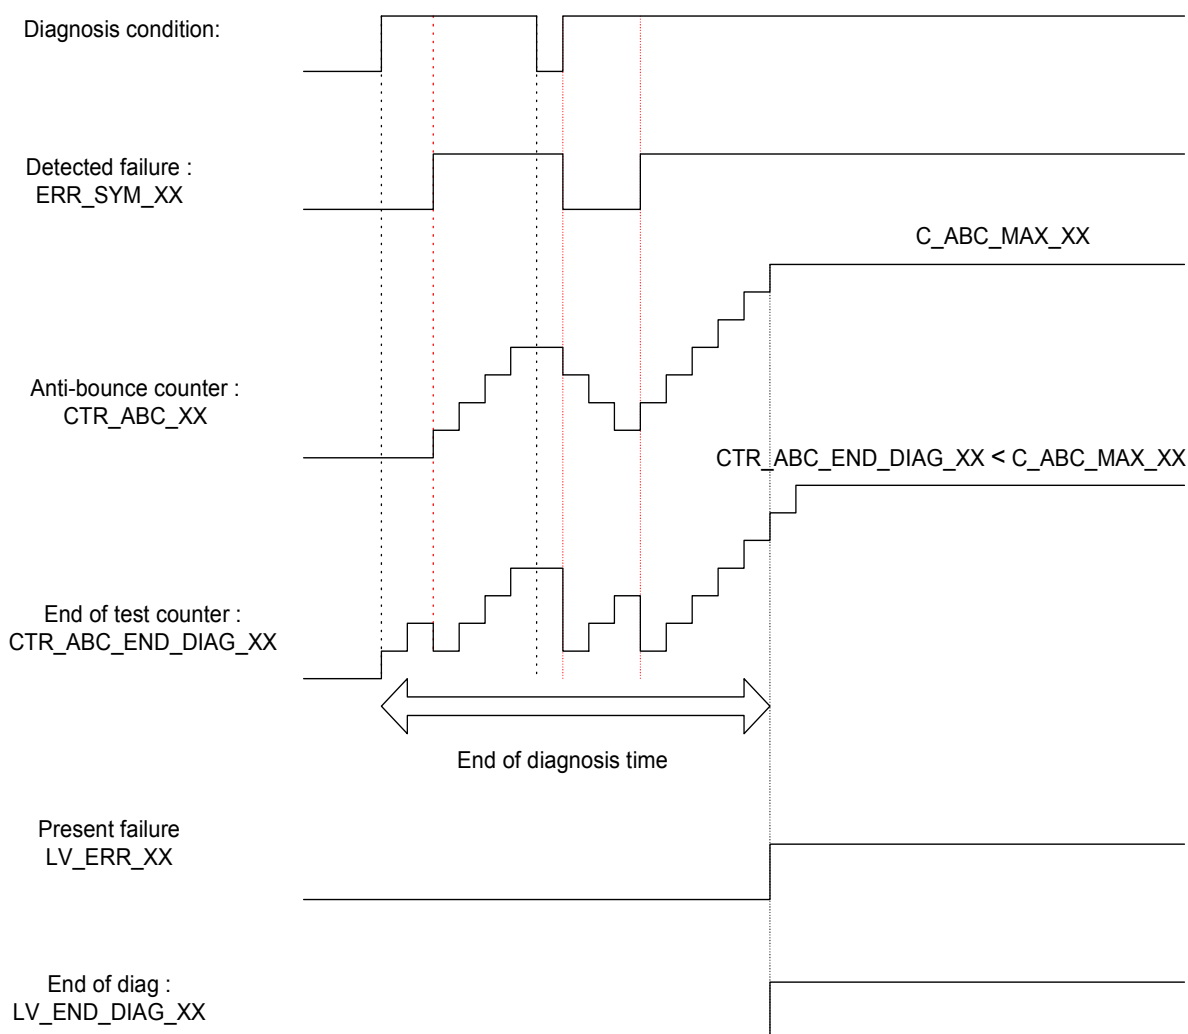 Diagnosis condition:
Detected failure :
ERR_SYM_XX
C_ABC_MAX_XX
Anti-bounce counter :
CTR_ABC_XX
CTR_ABC_END_DIAG_XX < C_ABC_MAX_XX
End of test counter :
CTR_ABC_END_DIAG_XX
End of diagnosis time
Present failure
LV_ERR_XX
End of diag :
LV_END_DIAG_XX